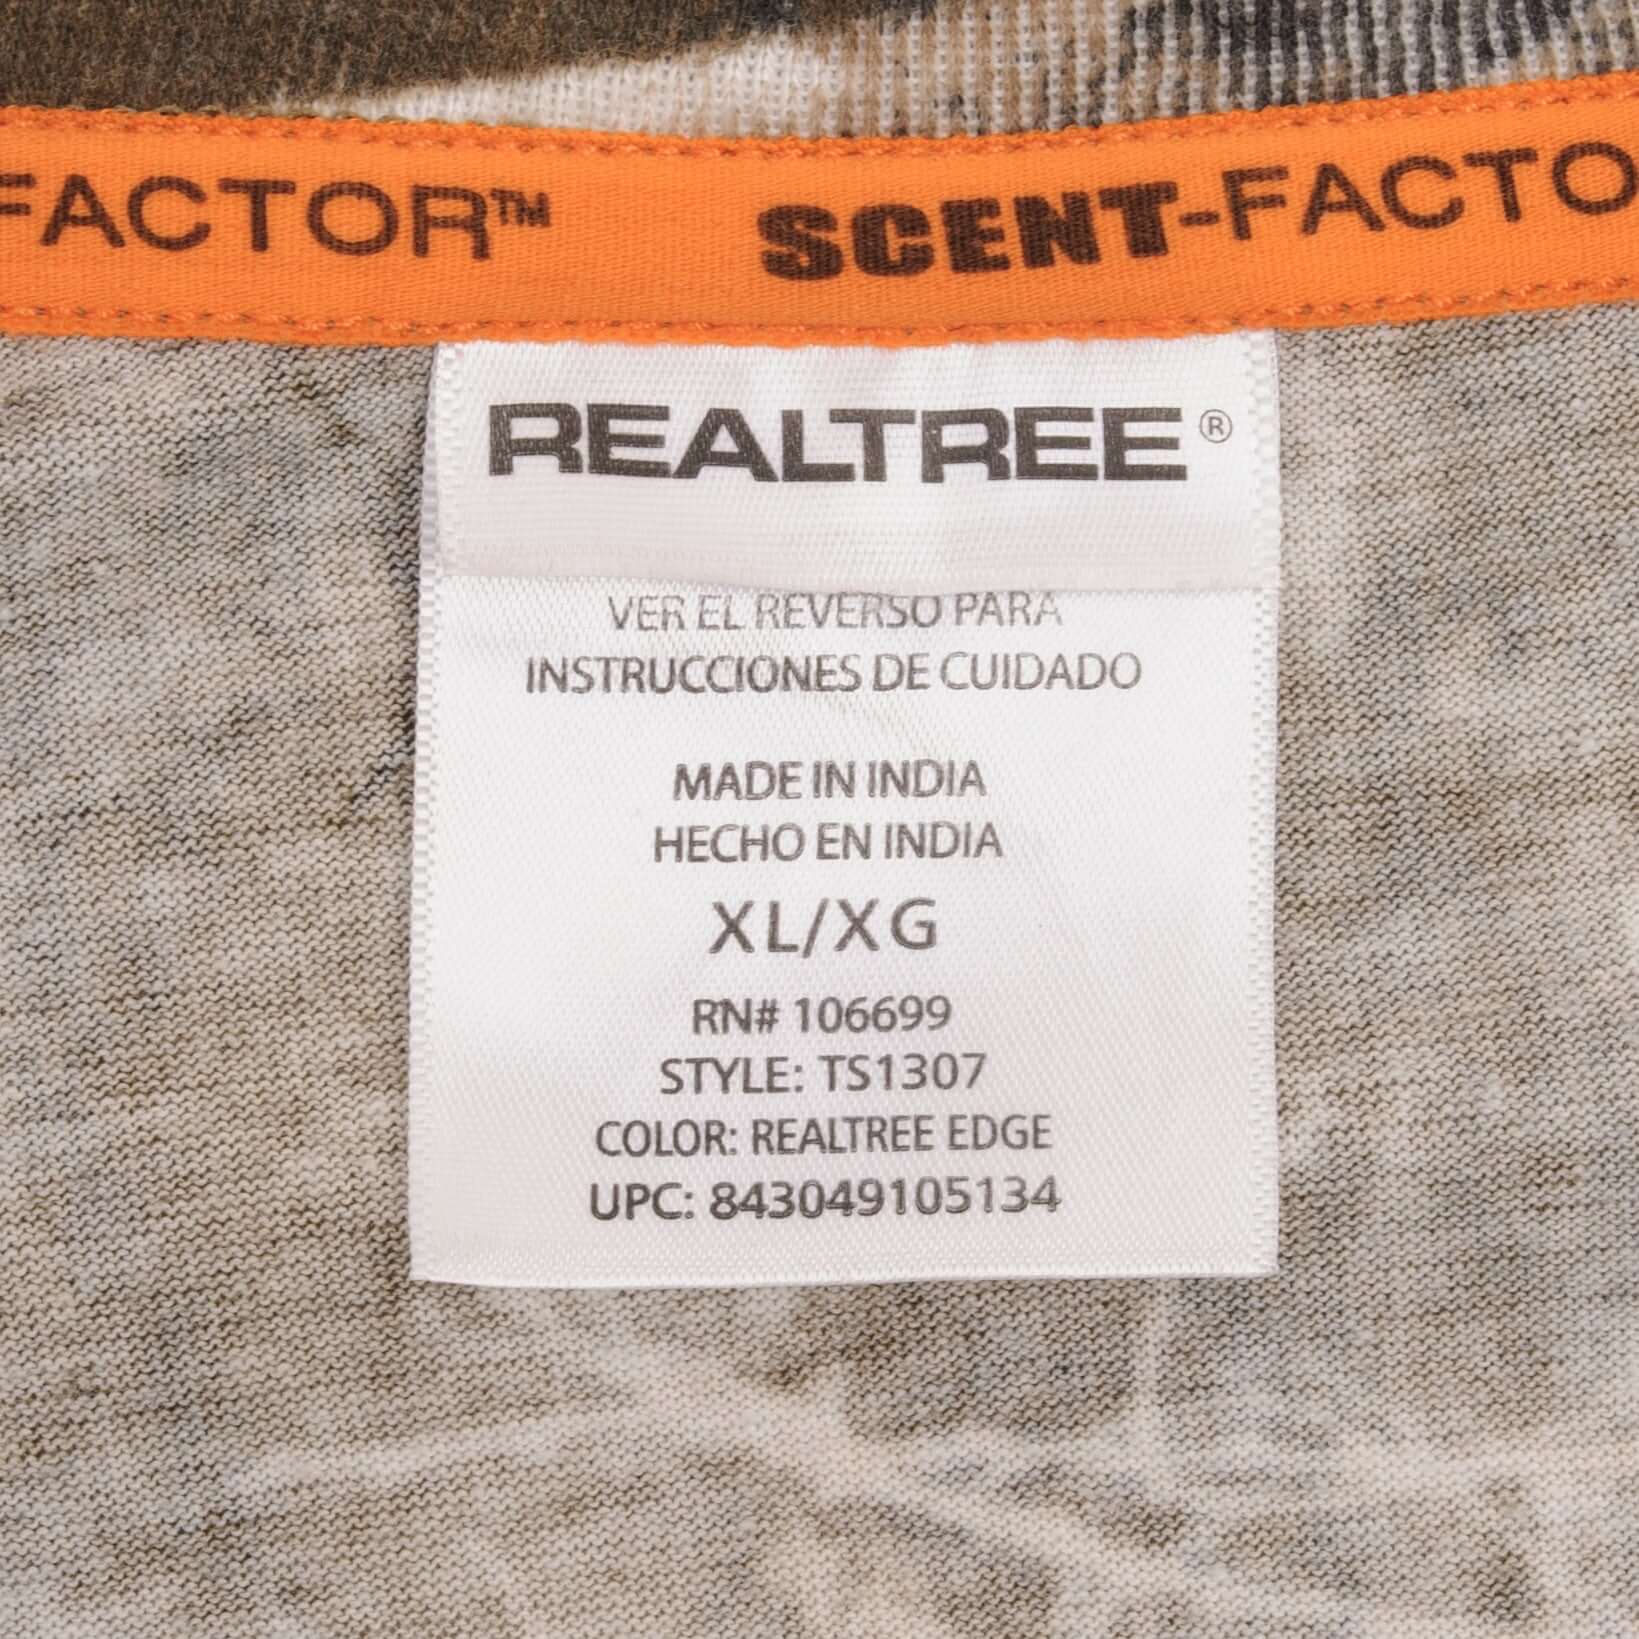 FACTOR™ SCENT-FACTO
REALTREE®
VER EL REVERSO PARA
INSTRUCCIONES DE CUIDADO
MADE IN INDIA
HECHO EN INDIA
XL/XG
RN# 106699
STYLE: TS1307
COLOR: REALTREE EDGE
UPC: 843049105134